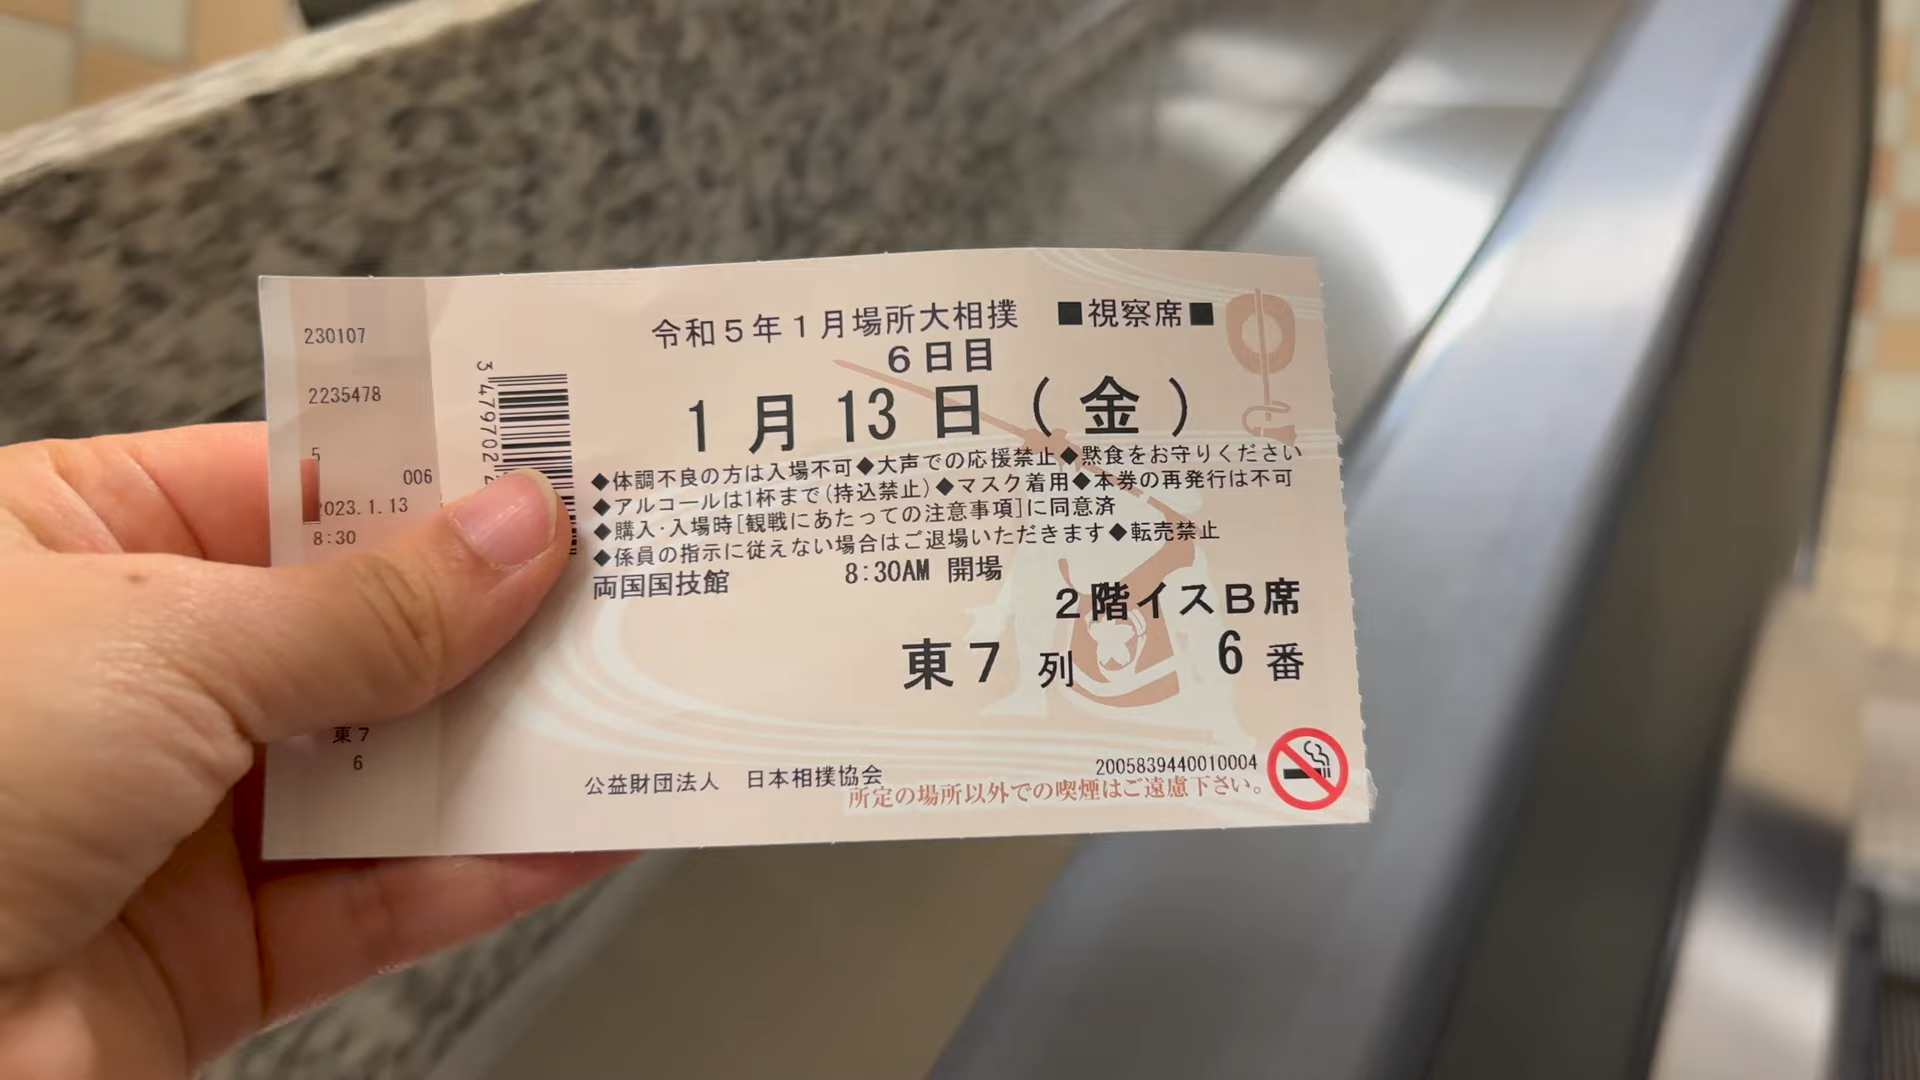 230107
2235478
5
006
2023.1.13
8:30
東7
6
令和5年1月場所大相撲 ■視察席■
6日目
1月13日(金)
◆体調不良の方は入場不可◆大声での応援禁止◆黙食をお守りください
◆アルコールは1杯まで(持込禁止)◆マスク着用◆本券の再発行は不可
◆購入・入場時[観戦にあたっての注意事項]に同意済
◆係員の指示に従えない場合はご退場いただきます◆転売禁止
両国国技館 8:30AM 開場
2階イスB席
東7列 6番
2005839440010004
公益財団法人 日本相撲協会
所定の場所以外での喫煙はご遠慮下さい。